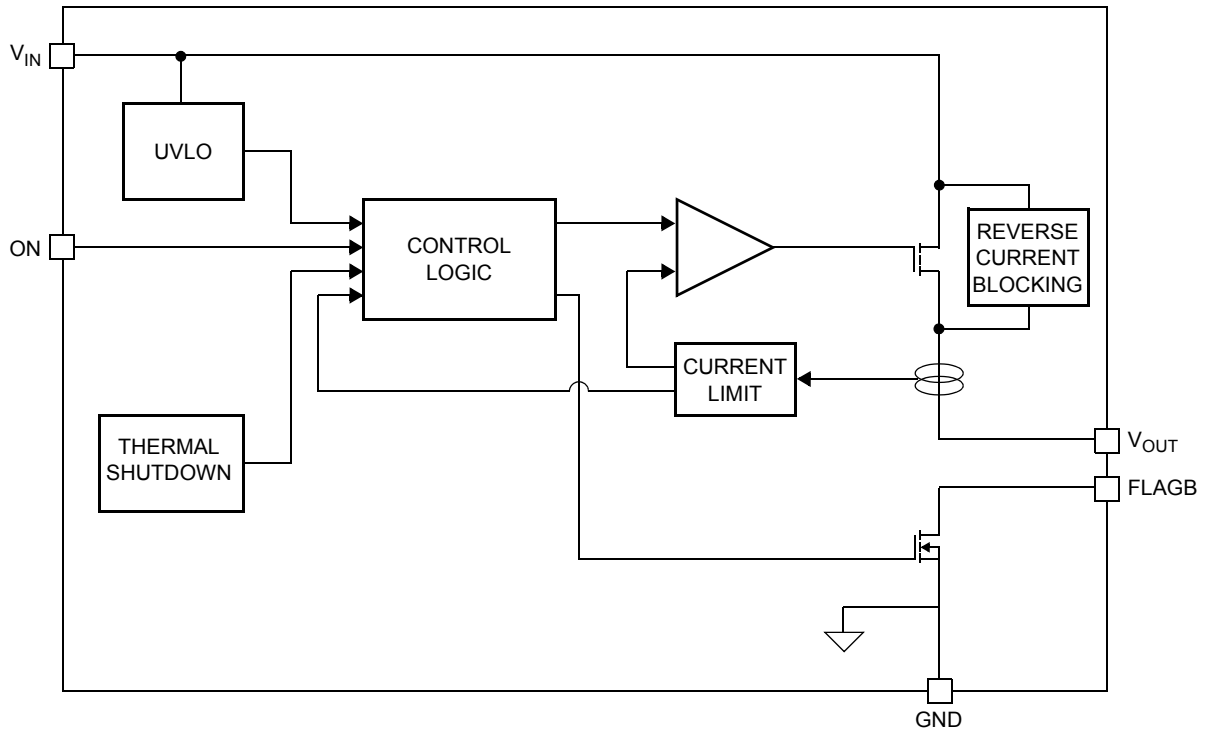 VIN
UVLO
ON
CONTROL
LOGIC
REVERSE
CURRENT
BLOCKING
CURRENT
LIMIT
THERMAL
SHUTDOWN
VOUT
FLAGB
GND